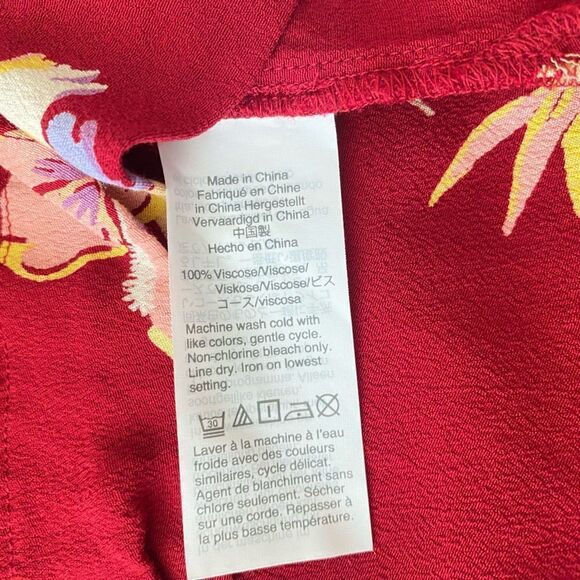 Made in China
Fabriqué en Chine
in China Hergestellt
Vervaardigd in China
中国製
Hecho en China
100% Viscose/Viscose/
Viskose/Viscose/ビス
コース/viscosa
Machine wash cold with
like colors, gentle cycle.
Non-chlorine bleach only.
Line dry. Iron on lowest
setting.
30
Laver à la machine à l'eau
froide avec des couleurs
similaires, cycle délicat.
Agent de blanchiment sans
chlore seulement. Sécher
sur une corde. Repasser à
la plus basse température.